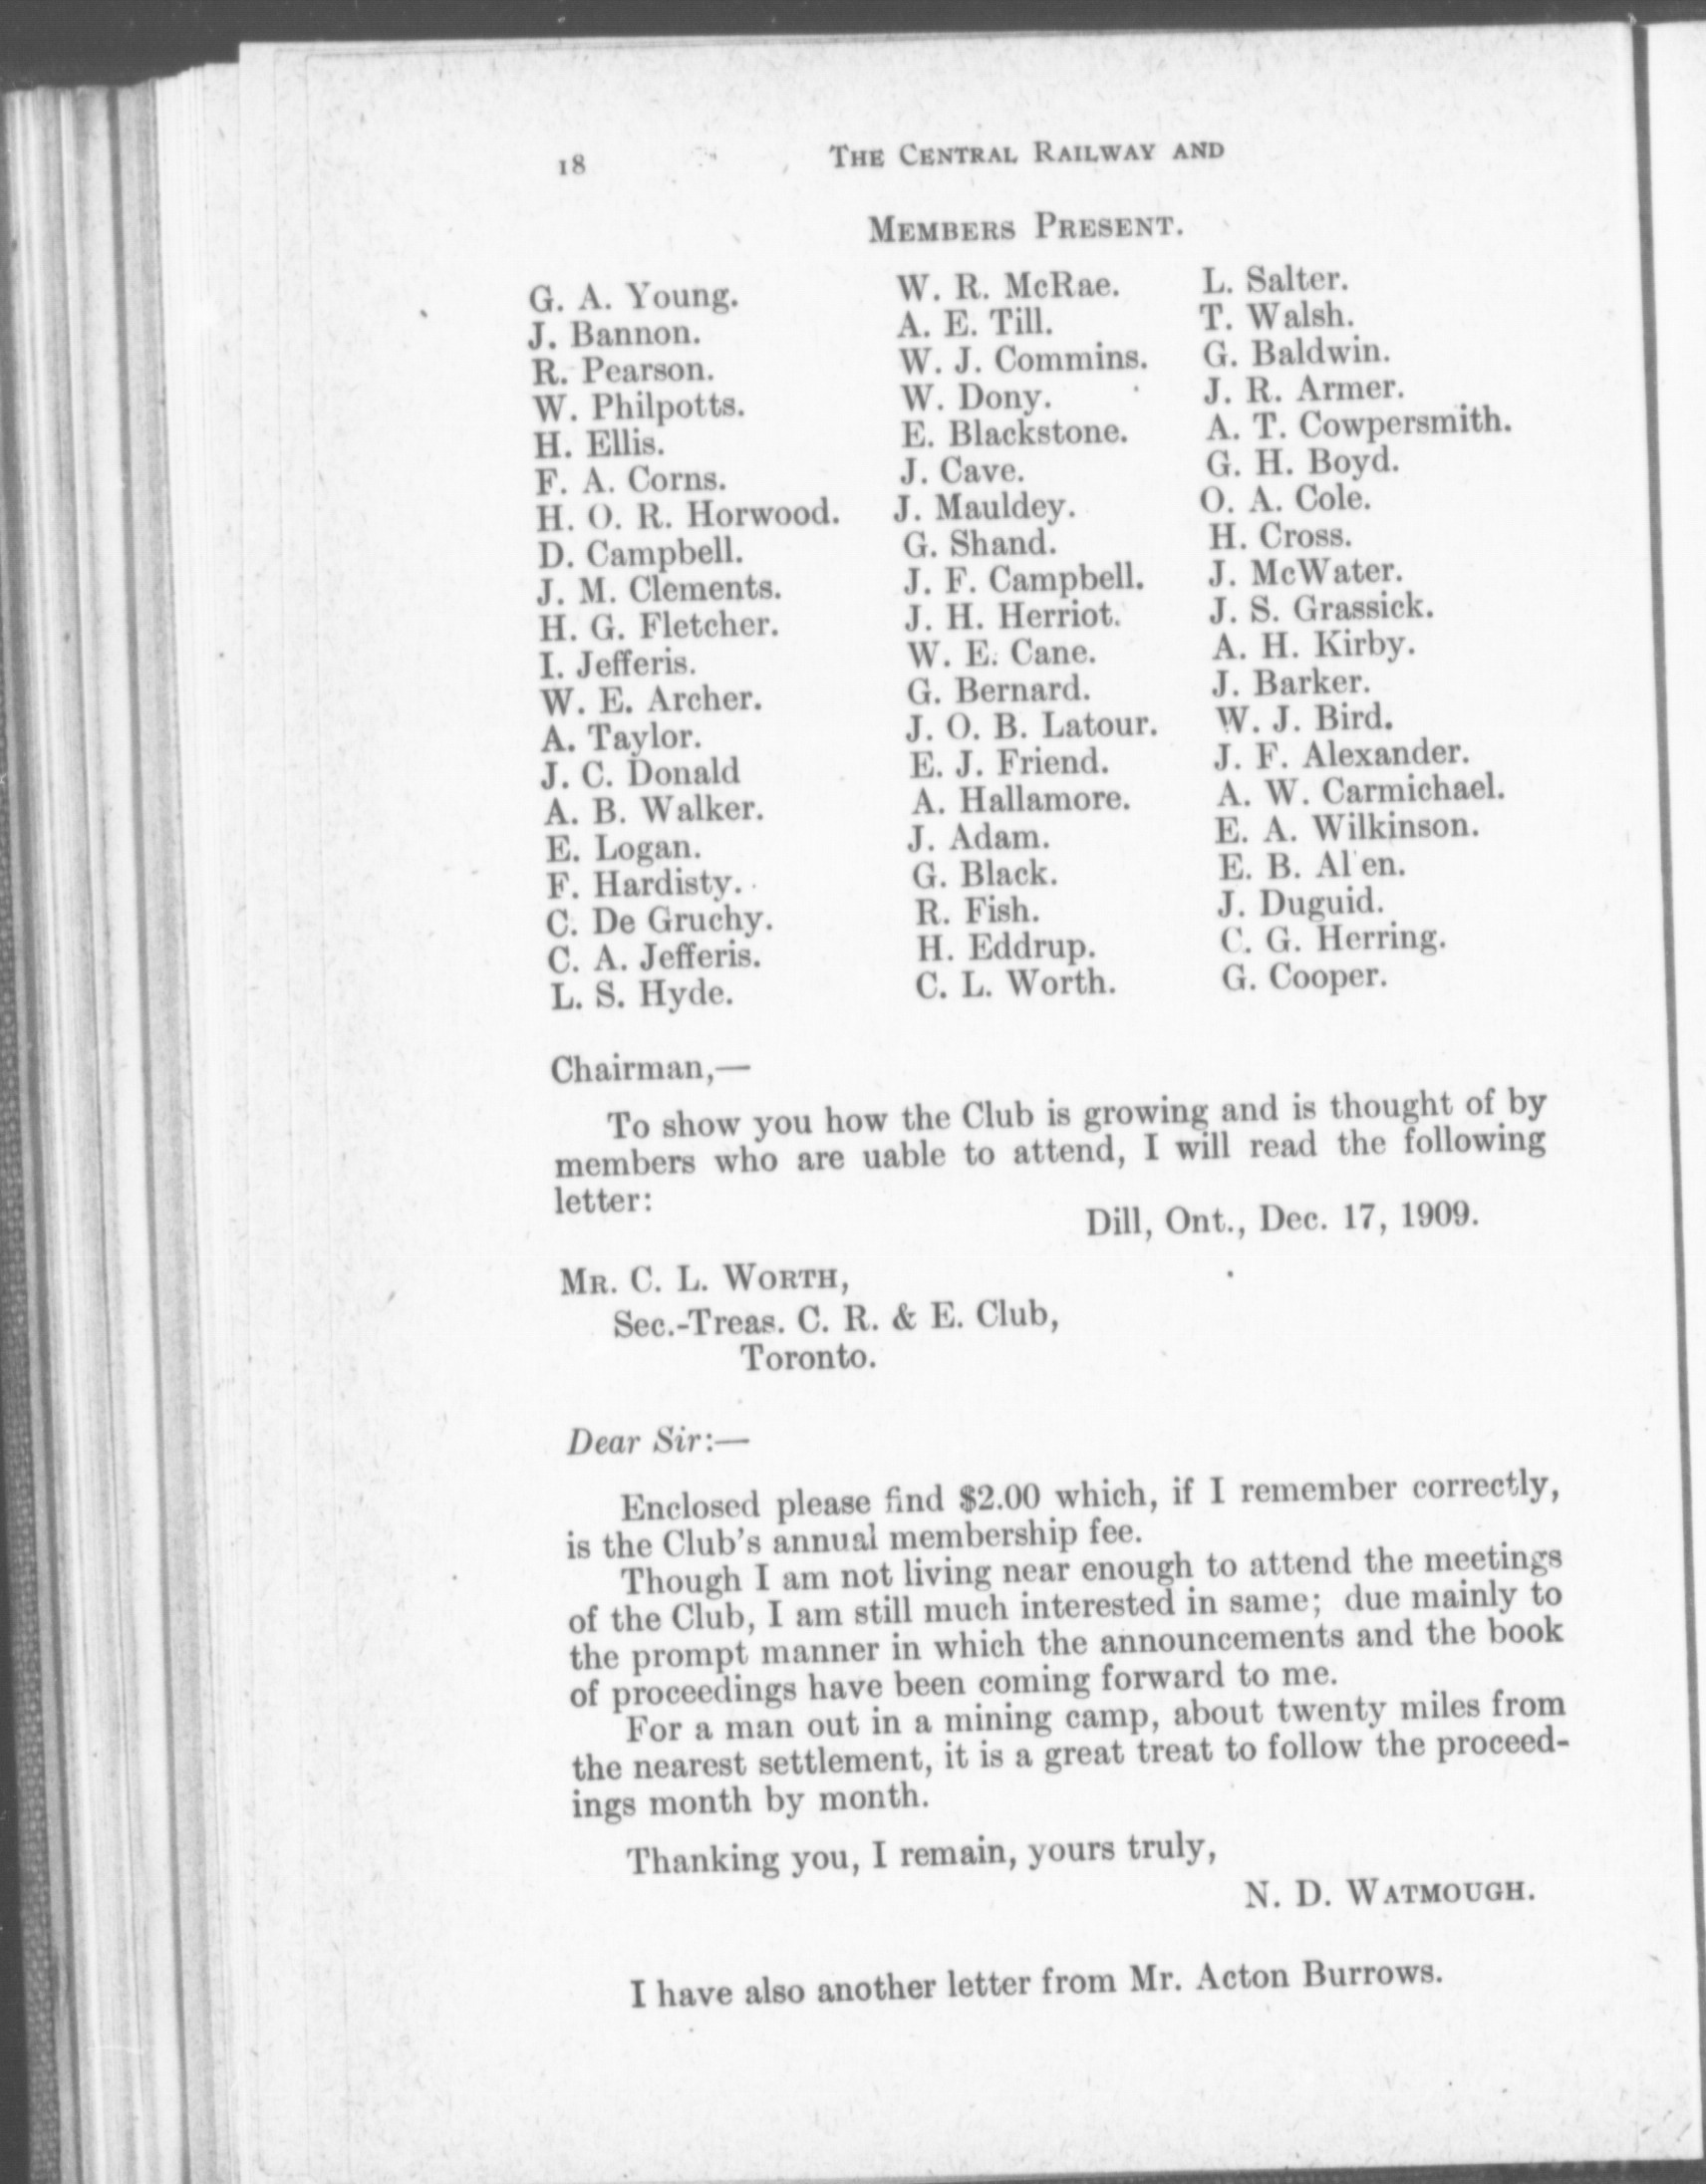 18 THE CENTRAL RAILWAY AND
MEMBERS PRESENT.
G. A. Young.
J. Bannon.
R. Pearson.
W. Philpotts.
H. Ellis.
F. A. Corns.
H. O. R. Horwood.
D. Campbell.
J. M. Clements.
H. G. Fletcher.
I. Jefferis.
W. E. Archer.
A. Taylor.
J. C. Donald
A. B. Walker.
E. Logan.
F. Hardisty.
C. De Gruchy.
C. A. Jefferis.
L. S. Hyde.
W. R. McRae.
A. E. Till.
W. J. Commins.
W. Dony.
E. Blackstone.
J. Cave.
J. Mauldey.
G. Shand.
J. F. Campbell.
J. H. Herriot.
W. E. Cane.
G. Bernard.
J. O. B. Latour.
E. J. Friend.
A. Hallamore.
J. Adam.
G. Black.
R. Fish.
H. Eddrup.
C. L. Worth.
L. Salter.
T. Walsh.
G. Baldwin.
J. R. Armer.
A. T. Cowpersmith.
G. H. Boyd.
O. A. Cole.
H. Cross.
J. McWater.
J. S. Grassick.
A. H. Kirby.
J. Barker.
W. J. Bird.
J. F. Alexander.
A. W. Carmichael.
E. A. Wilkinson.
E. B. Al en.
J. Duguid.
C. G. Herring.
G. Cooper.
Chairman,—
To show you how the Club is growing and is thought of by
members who are uable to attend, I will read the following
letter:
Dill, Ont., Dec. 17, 1909.
MR. C. L. WORTH,
Sec.-Treas. C. R. & E. Club,
Toronto.
Dear Sir:—
Enclosed please find $2.00 which, if I remember correctly,
is the Club's annual membership fee.
Though I am not living near enough to attend the meetings
of the Club, I am still much interested in same; due mainly to
the prompt manner in which the announcements and the book
of proceedings have been coming forward to me.
For a man out in a mining camp, about twenty miles from
the nearest settlement, it is a great treat to follow the proceed-
ings month by month.
Thanking you, I remain, yours truly,
N. D. WATMOUGH.
I have also another letter from Mr. Acton Burrows.